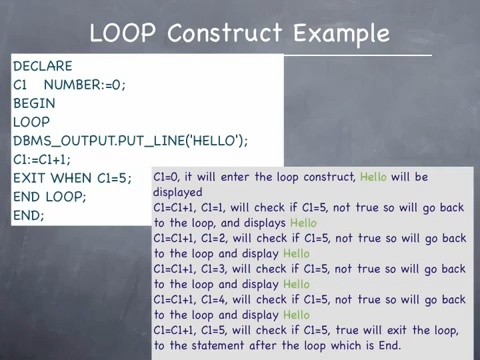 LOOP Construct Example
DECLARE
C1 NUMBER:=0;
BEGIN
LOOP
DBMS_OUTPUT.PUT_LINE('HELLO');
C1:=C1+1;
EXIT WHEN C1=5;
END LOOP;
END;
C1=0, it will enter the loop construct, Hello will be
displayed
C1=C1+1, C1=1, will check if C1=5, not true so will go back
to the loop, and displays Hello
C1=C1+1, C1=2, will check if C1=5, not true so will go back
to the loop and display Hello
C1=C1+1, C1=3, will check if C1=5, not true so will go back
to the loop and display Hello
C1=C1+1, C1=4, will check if C1=5, not true so will go back
to the loop and display Hello
C1=C1+1, C1=5, will check if C1=5, true will exit the loop,
to the statement after the loop which is End.